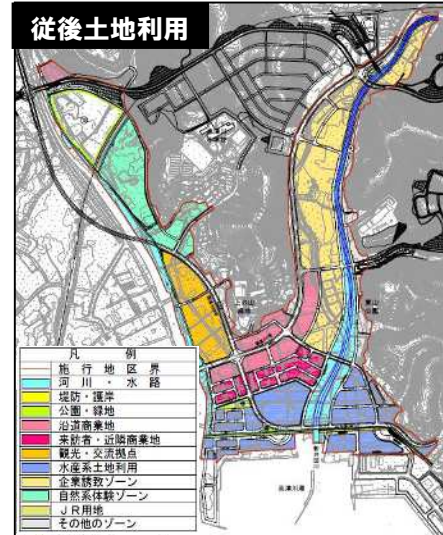 従後土地利用
凡例
施行地区界
河川・水路
堤防・護岸
公園・緑地
沿道商業地
来訪者・近隣商業地
観光・交流拠点
水産系土地利用
企業誘致ゾーン
自然系体験ゾーン
JR用地
その他のゾーン